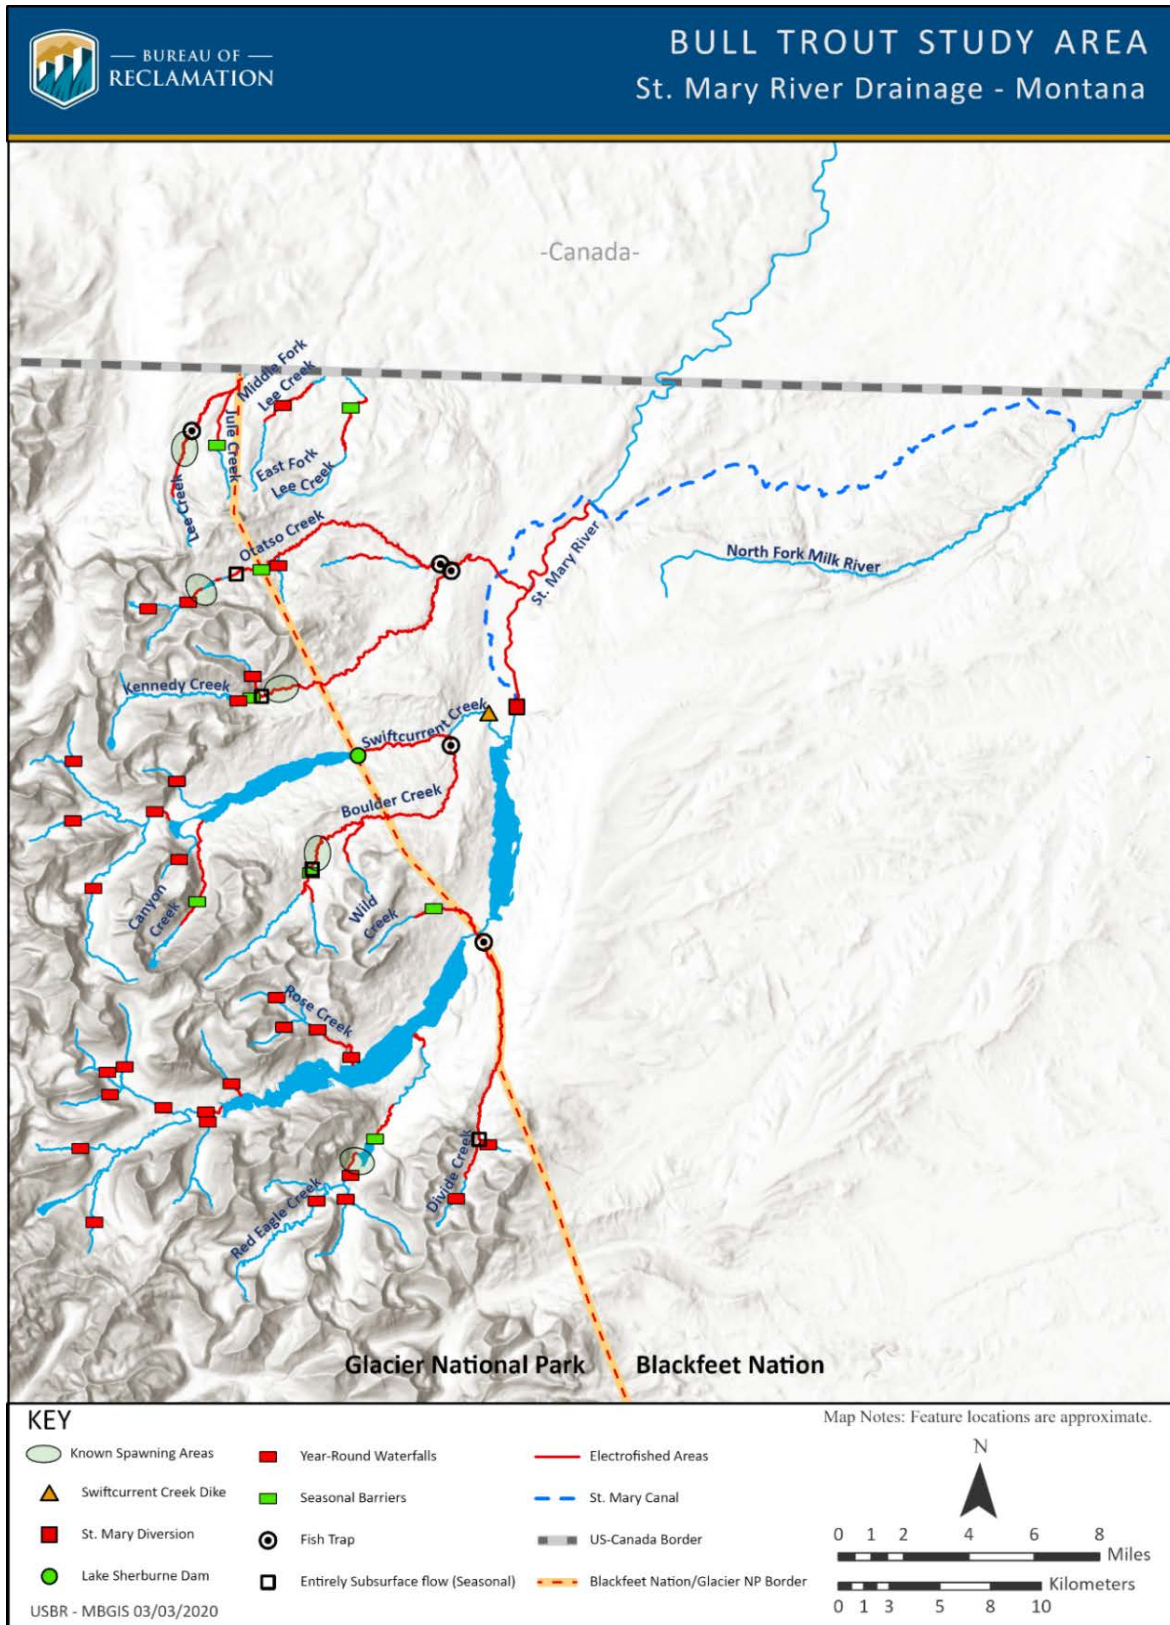 BUREAU OF
RECLAMATION
BULL TROUT STUDY AREA
St. Mary River Drainage - Montana
-Canada-
Middle Fork
Lee Creek
Jule Creek
East Fork
Lee Creek
Lee Creek
Otatso Creek
St. Mary River
North Fork Milk River
Kennedy Creek
Swiftcurrent Creek
Boulder Creek
Canyon
Creek
Wild
Creek
Rose Creek
Divide Creek
Red Eagle Creek
Glacier National Park
Blackfeet Nation
KEY
Map Notes: Feature locations are approximate.
Known Spawning Areas
Swiftcurrent Creek Dike
St. Mary Diversion
Lake Sherburne Dam
Year-Round Waterfalls
Seasonal Barriers
Fish Trap
Entirely Subsurface flow (Seasonal)
Electrofished Areas
St. Mary Canal
US-Canada Border
Blackfeet Nation/Glacier NP Border
N
0 1 2 4 6 8
Miles
Kilometers
0 1 3 5 8 10
USBR - MBGIS 03/03/2020